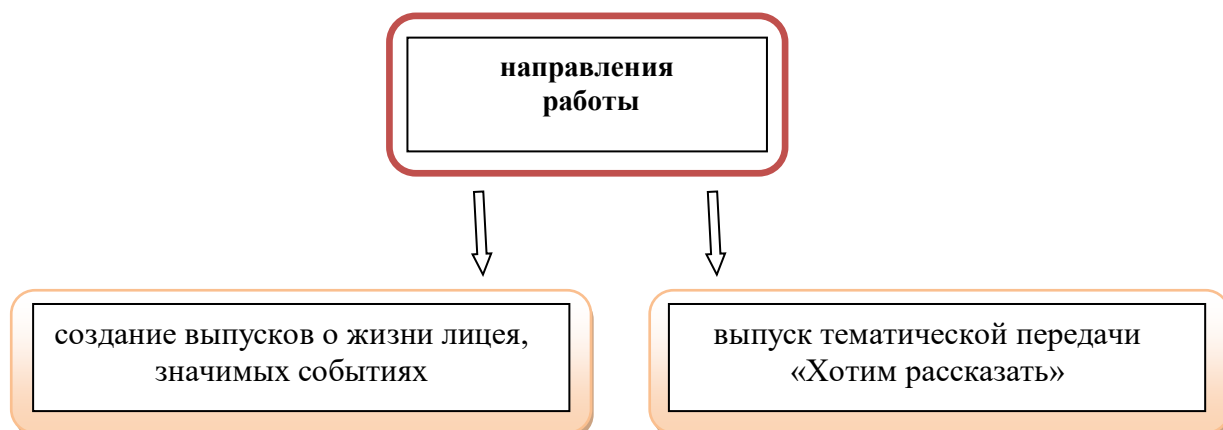 направления
работы
создание выпусков о жизни лицея,
значимых событиях
выпуск тематической передачи
«Хотим рассказать»